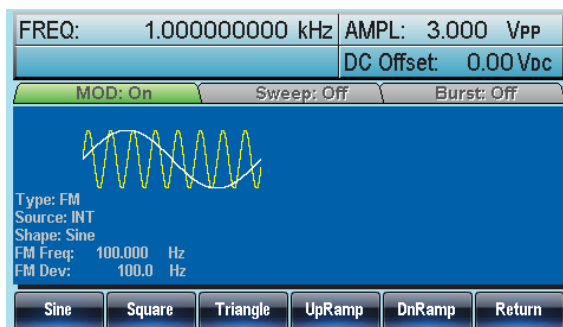 FREQ: 1.000000000 kHz AMPL: 3.000 VPP
DC Offset: 0.00 VDC
MOD: On Sweep: Off Burst: Off
Type: FM
Source: INT
Shape: Sine
FM Freq: 100.000 Hz
FM Dev: 100.0 Hz
Sine Square Triangle UpRamp DnRamp Return